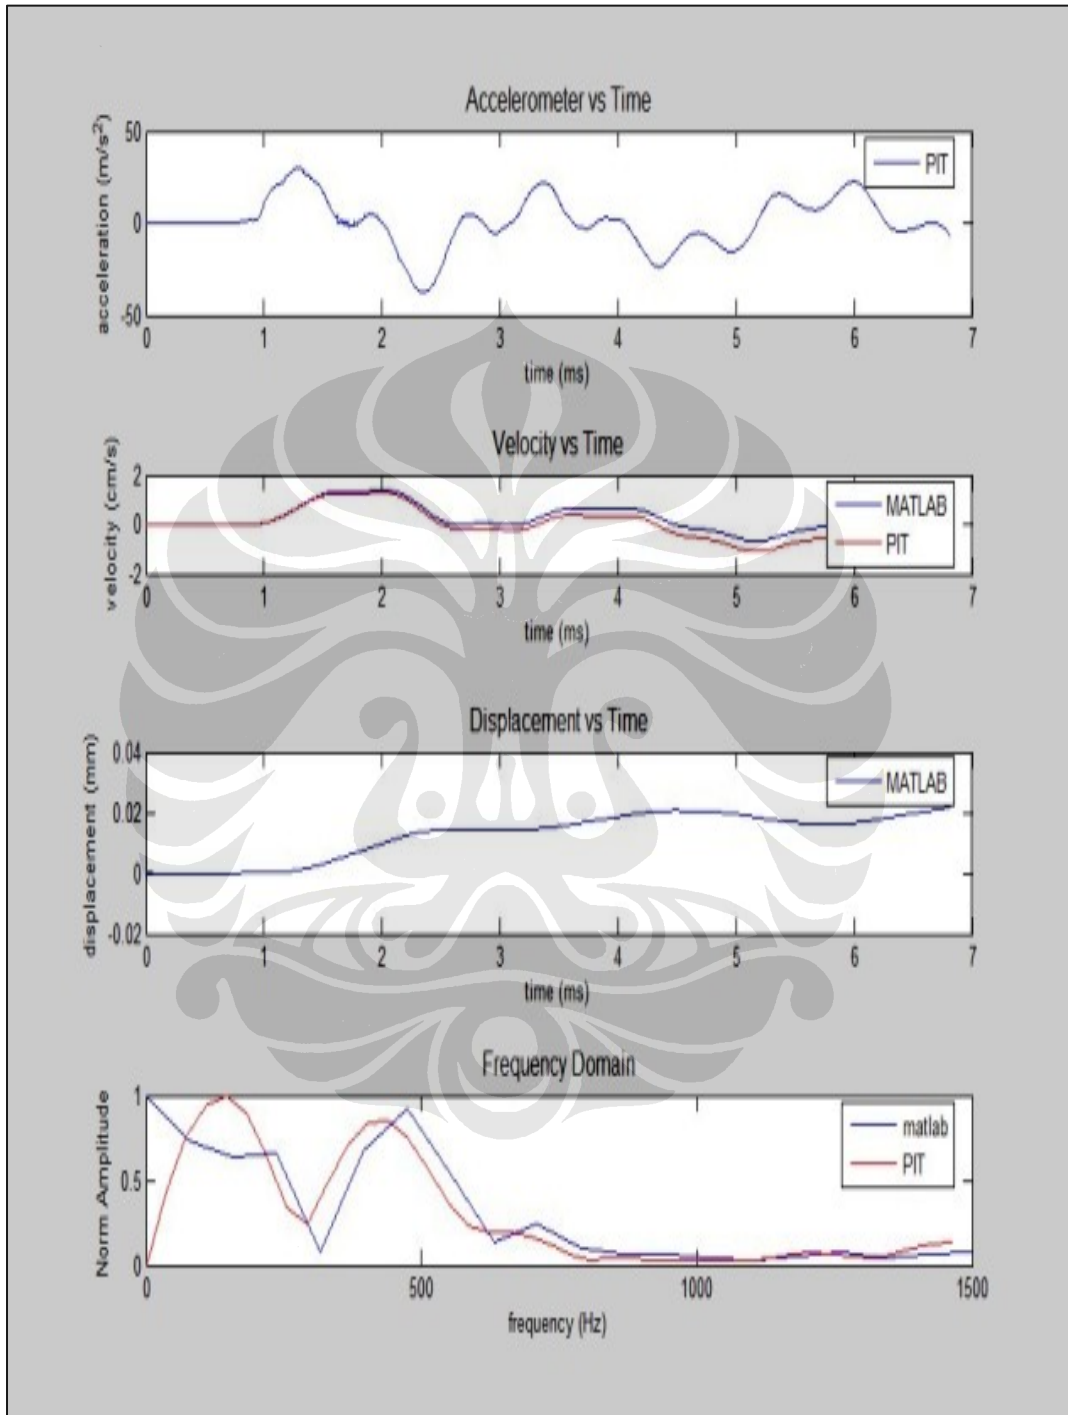 Accelerometer vs Time
acceleration (m/s²)
50
0
-50
PIT
0 1 2 3 4 5 6 7
time (ms)
Velocity vs Time
velocity (cm/s)
2
0
-2
MATLAB
PIT
0 1 2 3 4 5 6 7
time (ms)
Displacement vs Time
displacement (mm)
0.04
0.02
0
-0.02
MATLAB
0 1 2 3 4 5 6 7
time (ms)
Frequency Domain
Norm Amplitude
1
0.5
0
matlab
PIT
0 500 1000 1500
frequency (Hz)